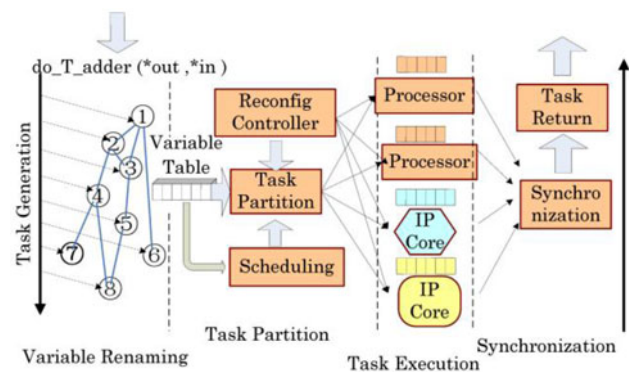 do_T_adder (*out ,*in )
Task Generation
1
2
3
4
5
6
7
8
Variable
Table
Reconfig
Controller
Task
Partition
Scheduling
Processor
Processor
IP
Core
IP
Core
Task
Return
Synchro
nization
Variable Renaming
Task Partition
Task Execution
Synchronization